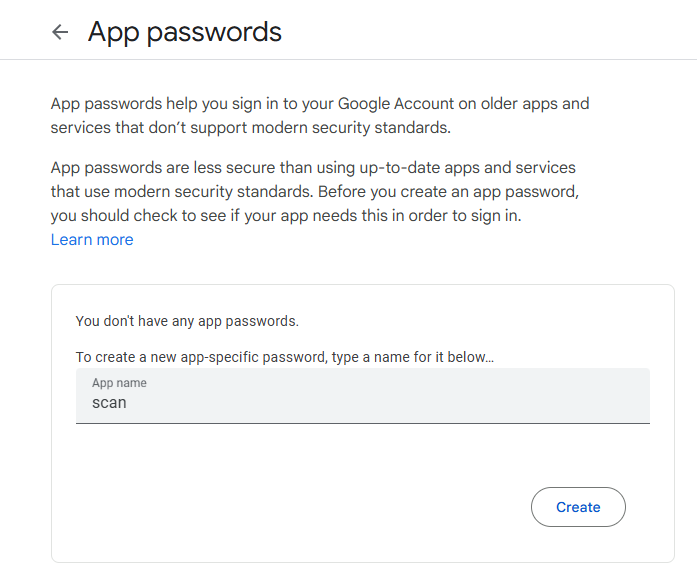 App passwords
App passwords help you sign in to your Google Account on older apps and
services that don’t support modern security standards.
App passwords are less secure than using up-to-date apps and services
that use modern security standards. Before you create an app password,
you should check to see if your app needs this in order to sign in.
Learn more
You don't have any app passwords.
To create a new app-specific password, type a name for it below…
App name
scan
Create